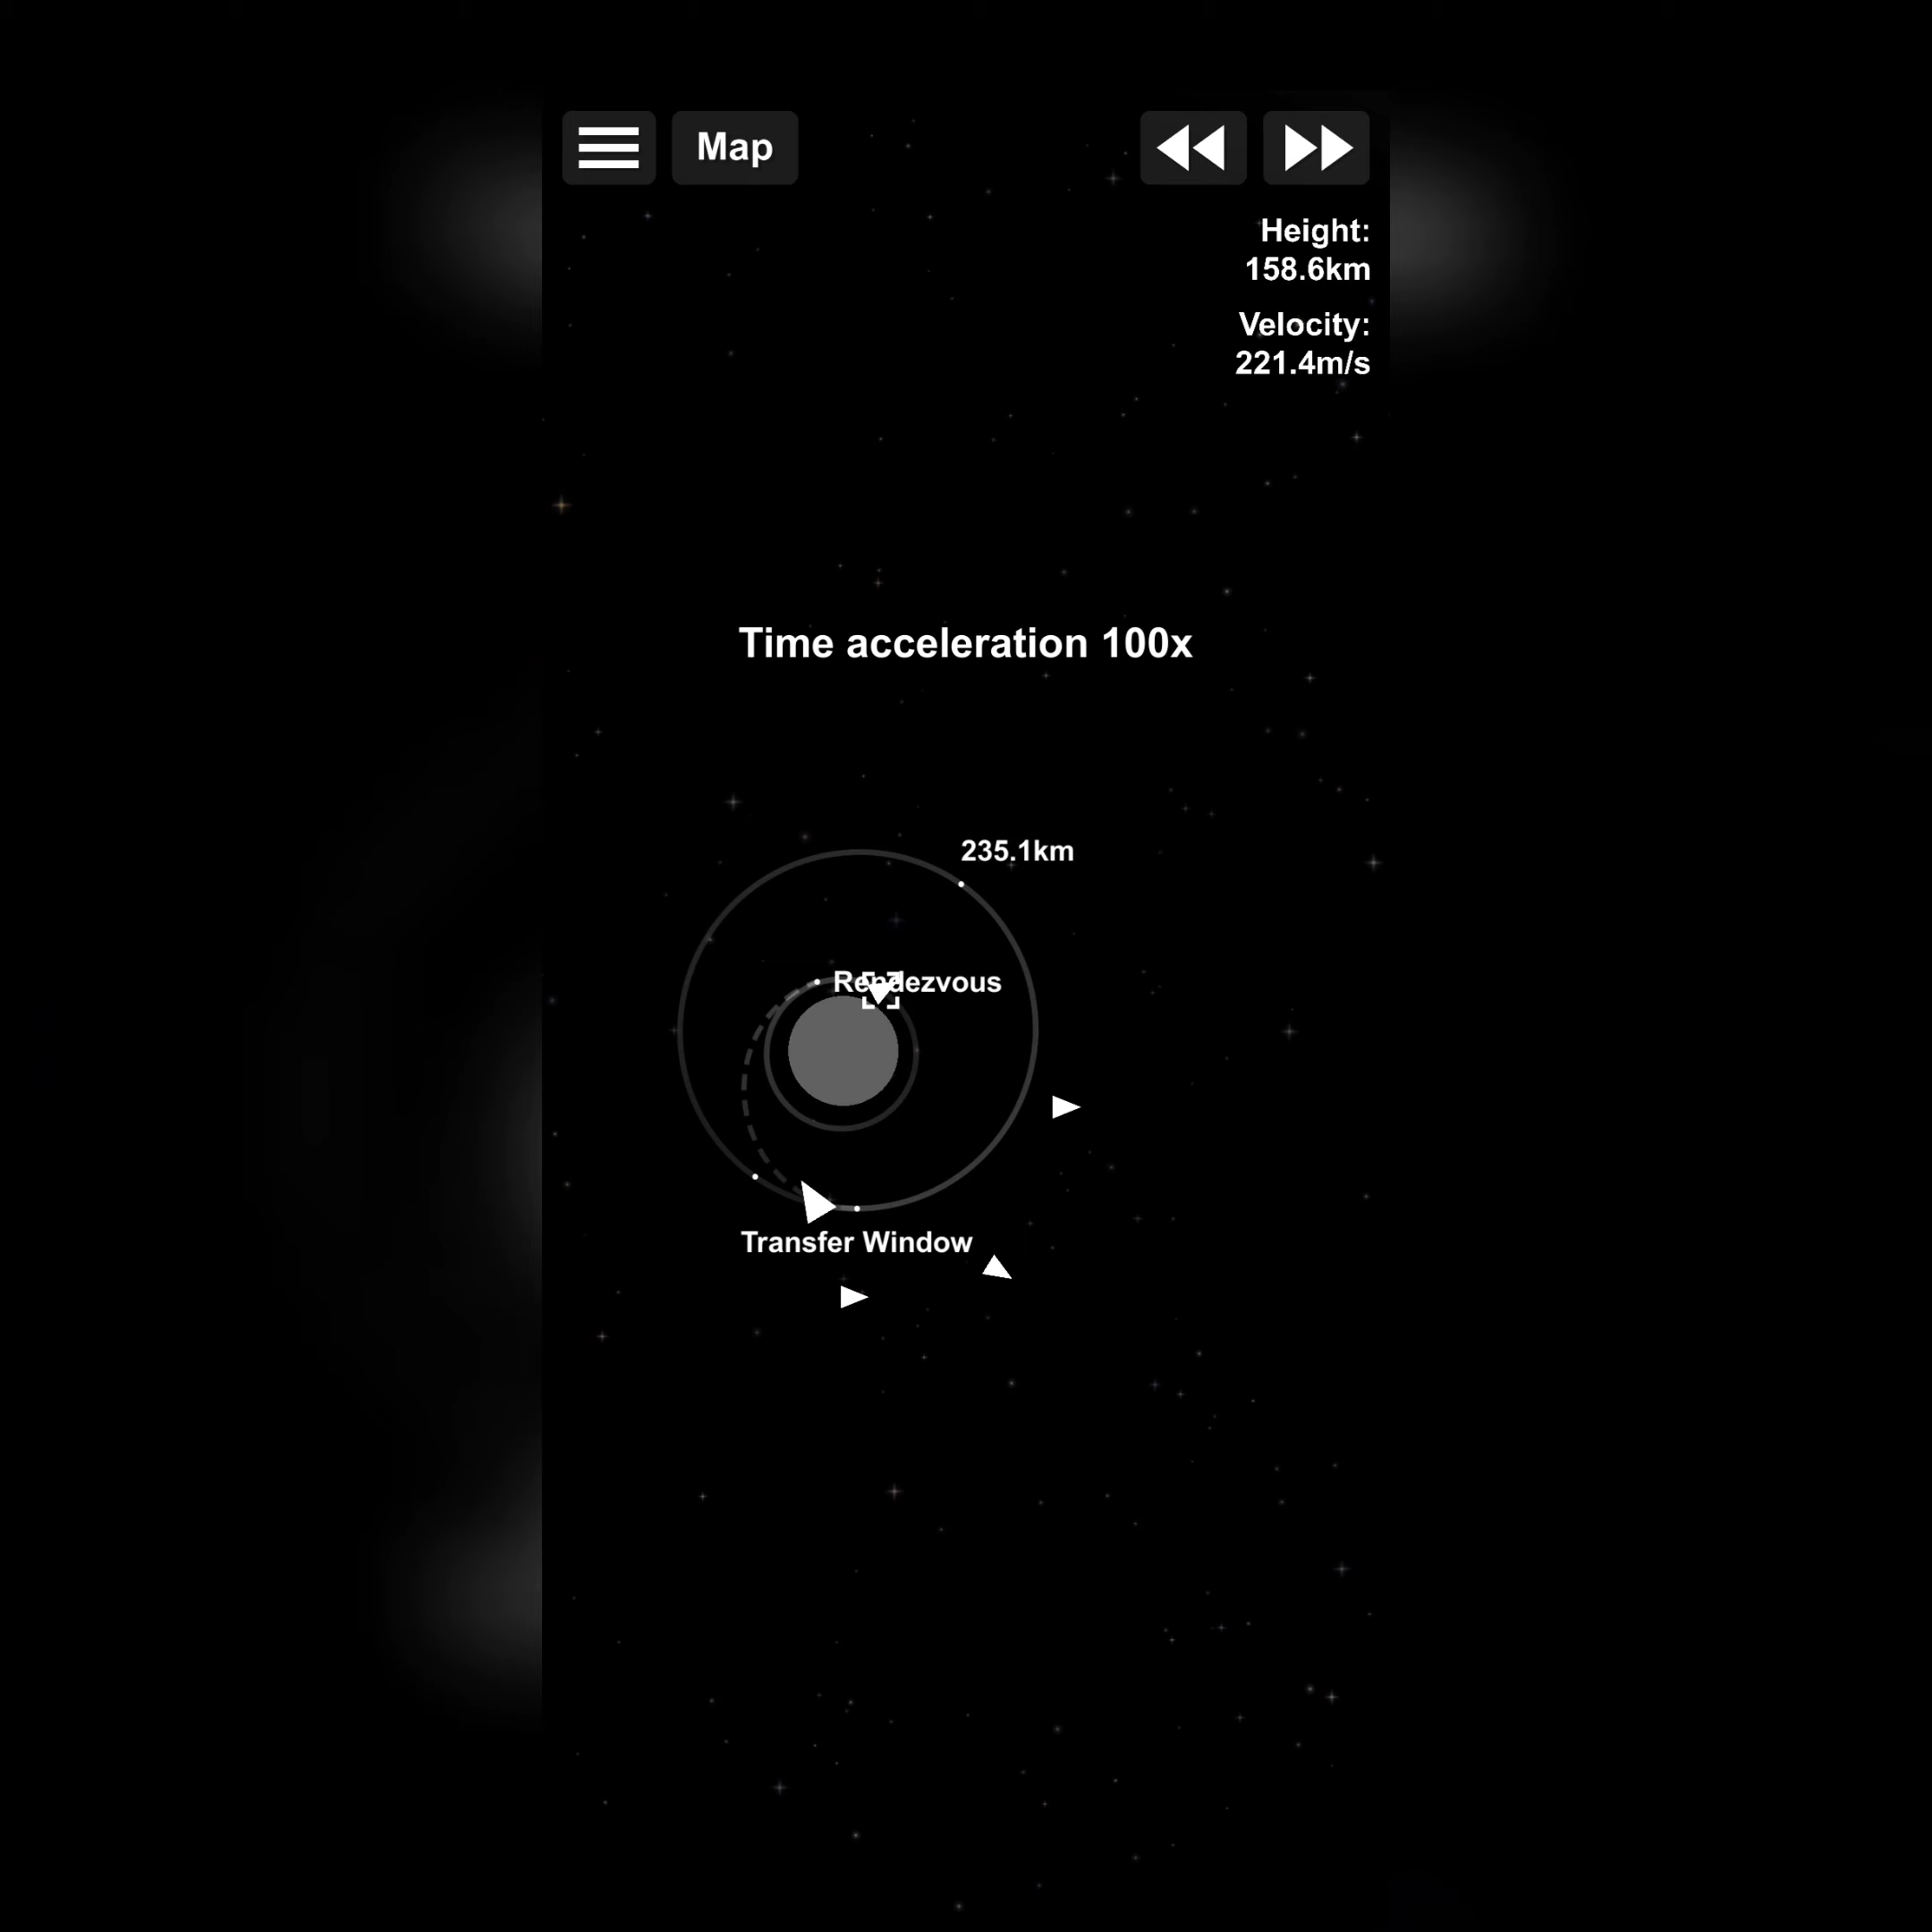 Map
Height:
158.6km
Velocity:
221.4m/s
Time acceleration 100x
235.1km
Rendezvous
Transfer Window